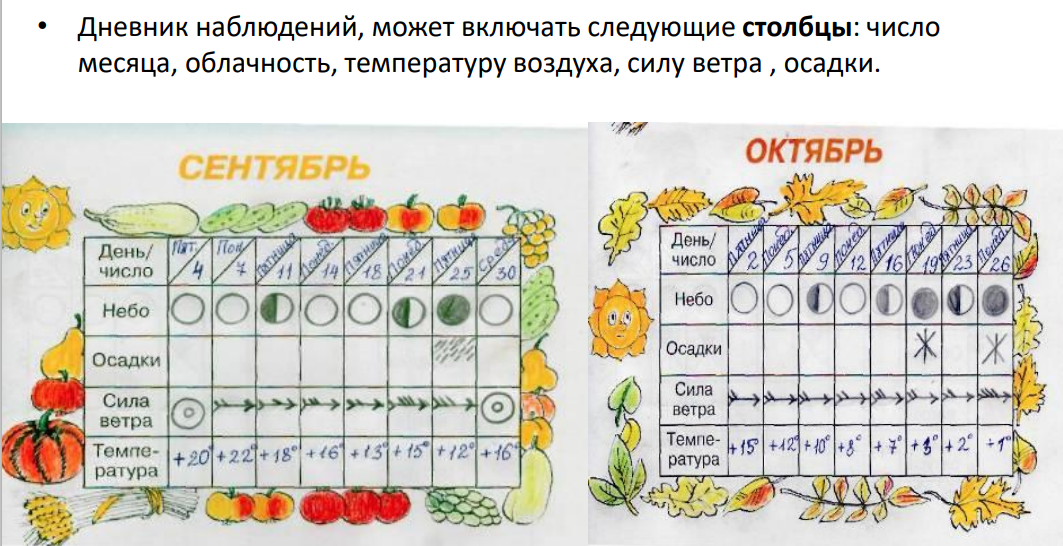 • Дневник наблюдений, может включать следующие столбцы: число
месяца, облачность, температуру воздуха, силу ветра , осадки.
СЕНТЯБРЬ
День/ Пят. Пон. Пятница Понед. Пятница Понед. Пятница Среда
число 4 7 11 14 18 21 25 30
Небо
Осадки
Сила
ветра
Темпе- +20° +22° +18° +16° +13° +15° +12° +16°
ратура
ОКТЯБРЬ
День/ Пятница Понед. Пятница Понед. Пятница Понед. Пятница Понед.
число 2 5 9 12 16 19 23 26
Небо
Осадки
Сила
ветра
Темпе- +15° +12° +10° +8° +7° +2° +1°
ратура